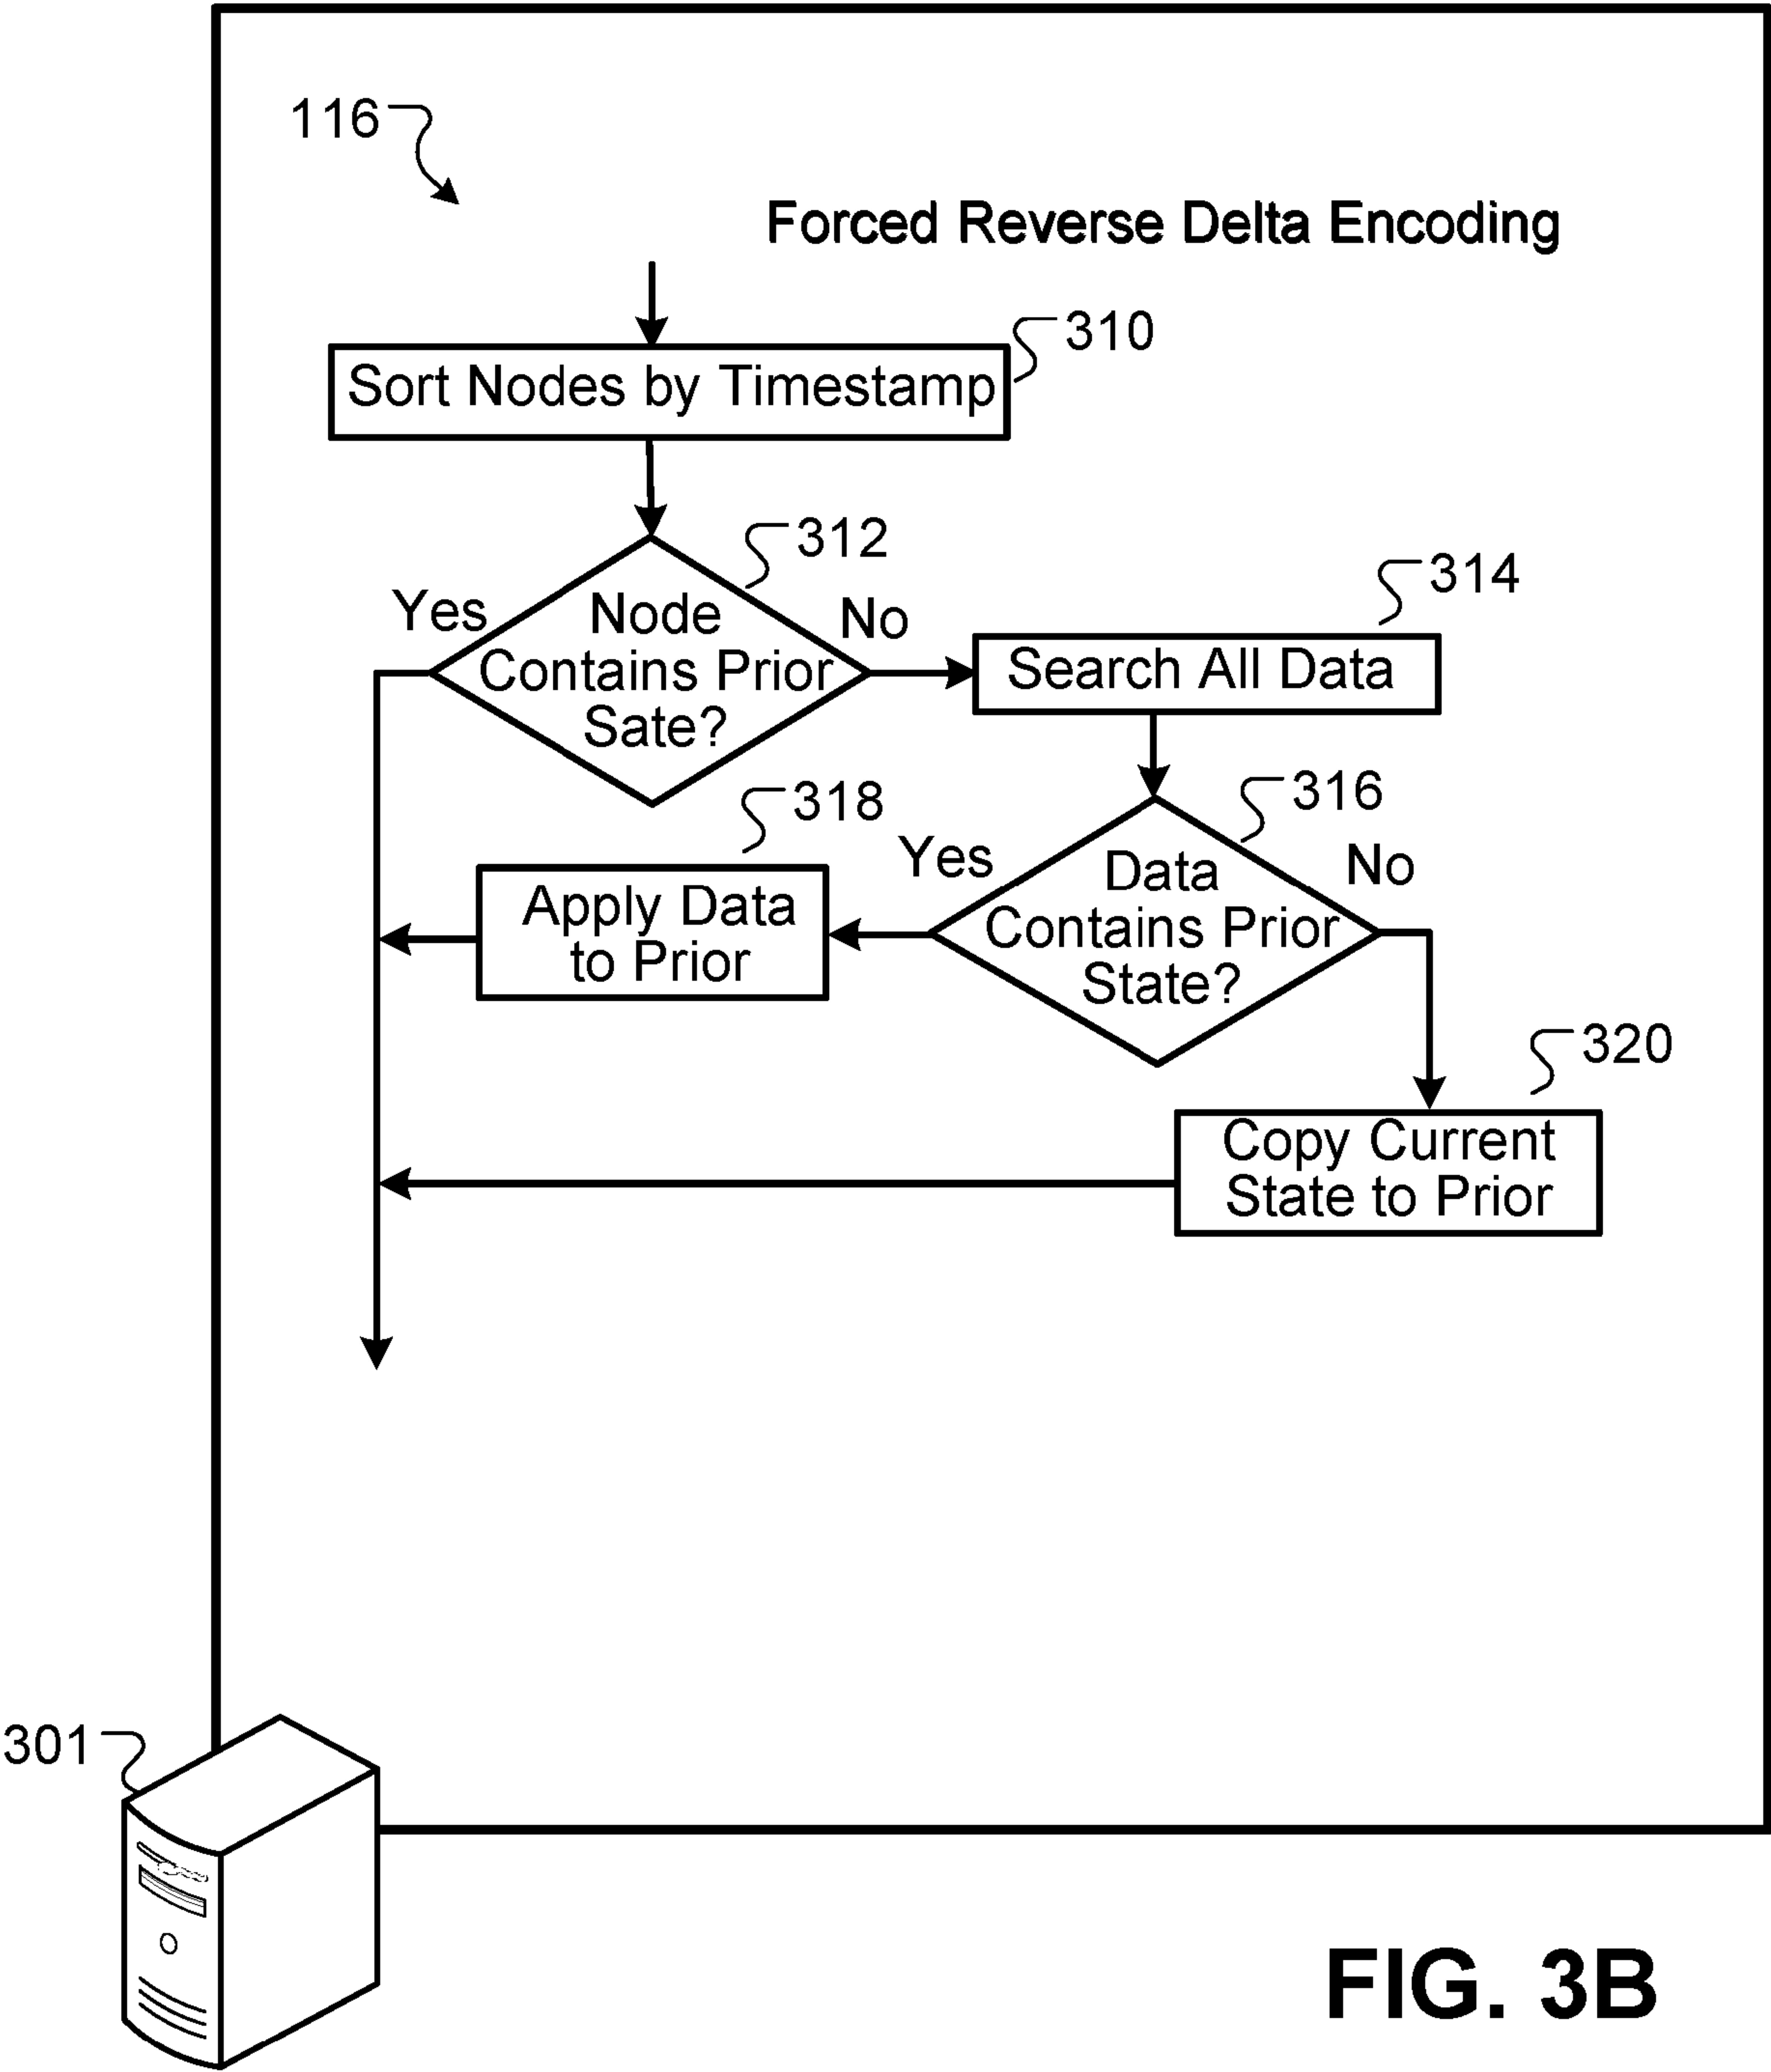 116
Forced Reverse Delta Encoding
310
Sort Nodes by Timestamp
312
314
Yes
Node
Contains Prior
Sate?
No
Search All Data
318
316
Yes
Data
Contains Prior
State?
No
Apply Data
to Prior
320
Copy Current
State to Prior
301
FIG. 3B